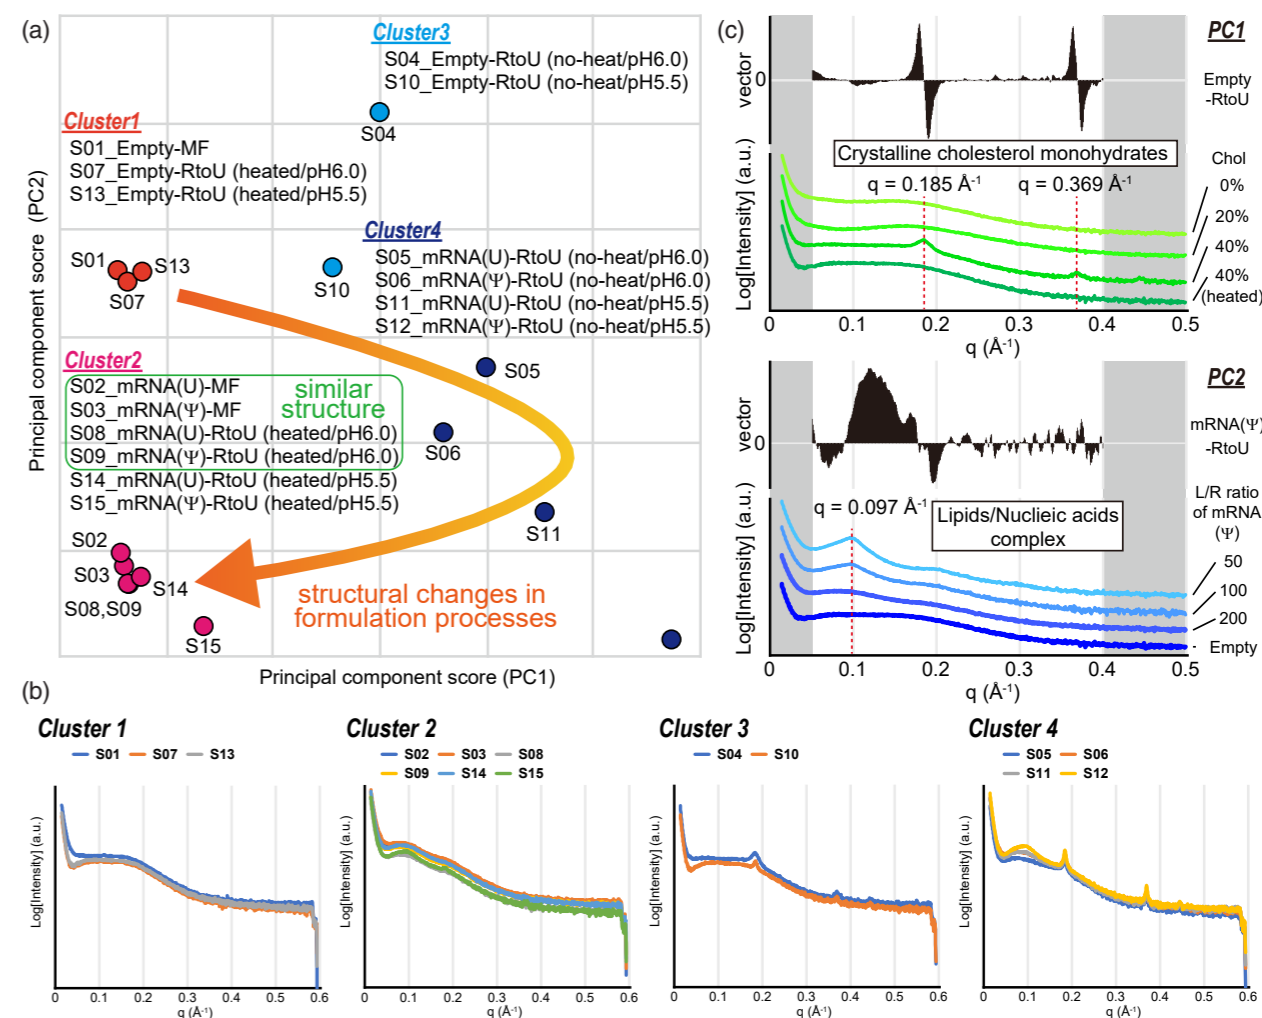 (a)
Principal component socre (PC2)
Cluster3
S04_Empty-RtoU (no-heat/pH6.0)
S10_Empty-RtoU (no-heat/pH5.5)
S04
Cluster1
S01_Empty-MF
S07_Empty-RtoU (heated/pH6.0)
S13_Empty-RtoU (heated/pH5.5)
S01
S13
S07
S10
Cluster4
S05_mRNA(U)-RtoU (no-heat/pH6.0)
S06_mRNA(Ψ)-RtoU (no-heat/pH6.0)
S11_mRNA(U)-RtoU (no-heat/pH5.5)
S12_mRNA(Ψ)-RtoU (no-heat/pH5.5)
S05
S06
S11
Cluster2
S02_mRNA(U)-MF
S03_mRNA(Ψ)-MF
S08_mRNA(U)-RtoU (heated/pH6.0)
S09_mRNA(Ψ)-RtoU (heated/pH6.0)
S14_mRNA(U)-RtoU (heated/pH5.5)
S15_mRNA(Ψ)-RtoU (heated/pH5.5)
similar
structure
S02
S03
S14
S08,S09
S15
structural changes in
formulation processes
Principal component score (PC1)
(c)
PC1
vector
0
Empty
-RtoU
Crystalline cholesterol monohydrates
q = 0.185 Å-1
q = 0.369 Å-1
Log[Intensity] (a.u.)
Chol
0%
20%
40%
40%
(heated)
0 0.1 0.2 0.3 0.4 0.5
q (Å-1)
PC2
vector
0
mRNA(Ψ)
-RtoU
q = 0.097 Å-1
Lipids/Nuclieic acids
complex
Log[Intensity] (a.u.)
L/R ratio
of mRNA
(Ψ)
50
100
200
Empty
0 0.1 0.2 0.3 0.4 0.5
q (Å-1)
(b)
Cluster 1
S01 S07 S13
Log[Intensity] (a.u.)
0 0.1 0.2 0.3 0.4 0.5 0.6
q (Å-1)
Cluster 2
S02 S03 S08
S09 S14 S15
Log[Intensity] (a.u.)
0 0.1 0.2 0.3 0.4 0.5 0.6
q (Å-1)
Cluster 3
S04 S10
Log[Intensity] (a.u.)
0 0.1 0.2 0.3 0.4 0.5 0.6
q (Å-1)
Cluster 4
S05 S06
S11 S12
Log[Intensity] (a.u.)
0 0.1 0.2 0.3 0.4 0.5 0.6
q (Å-1)